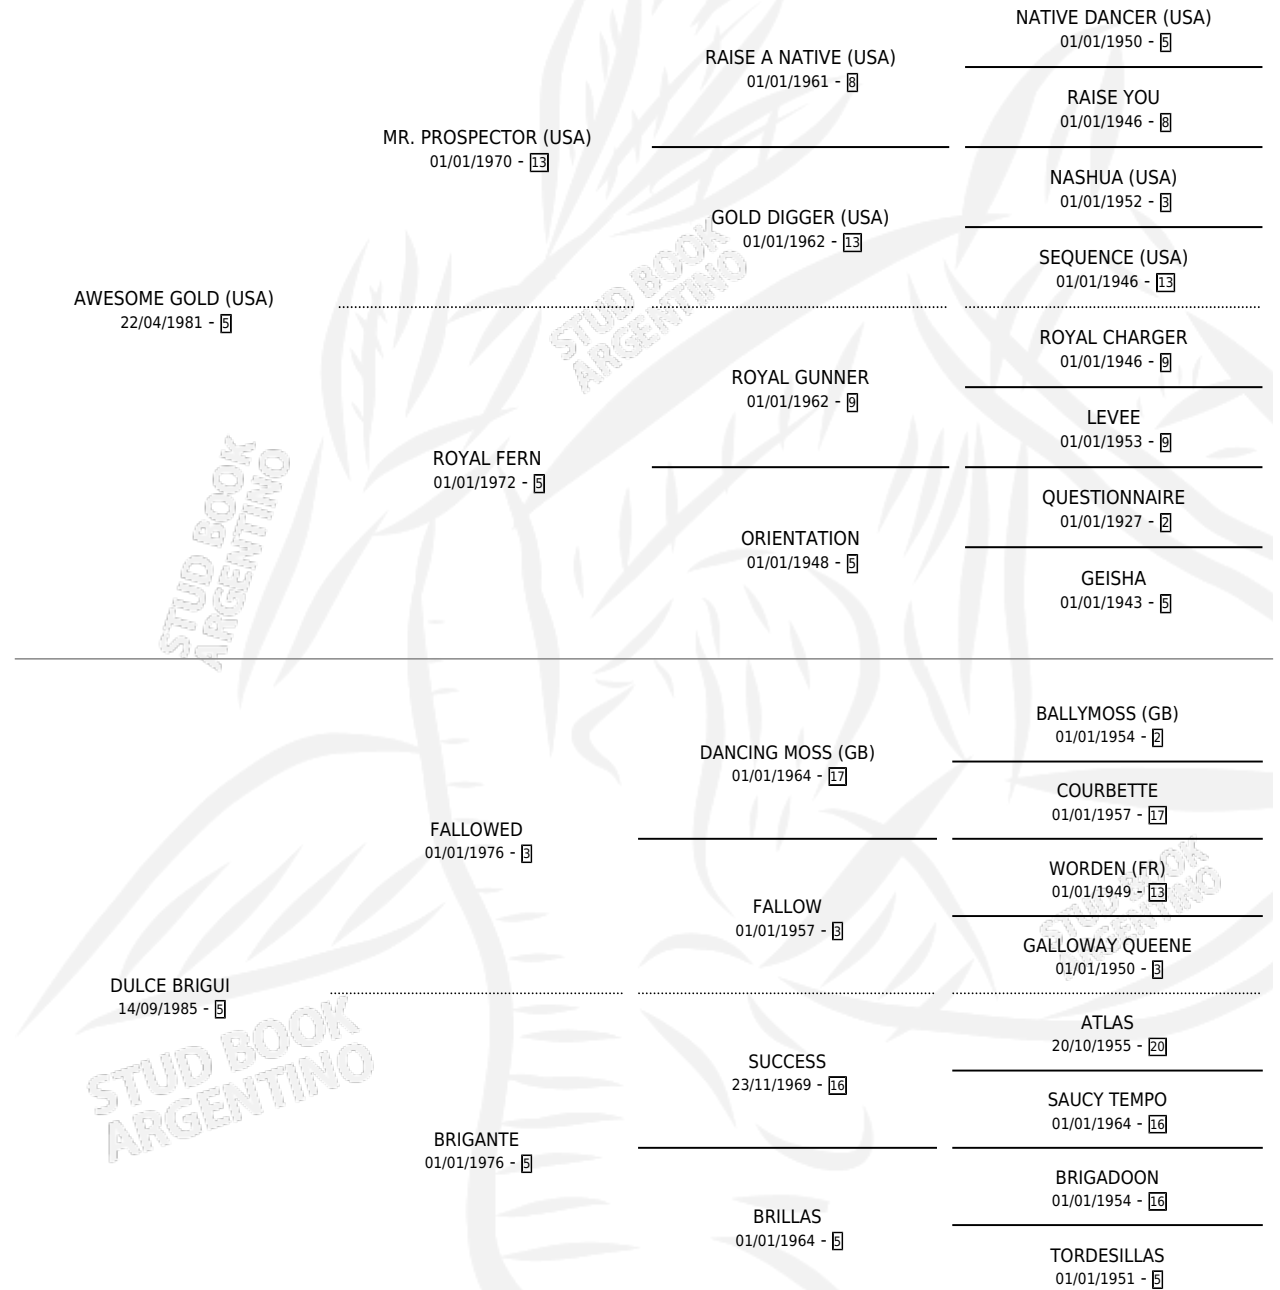 NATIVE DANCER (USA)
01/01/1950 - 5
RAISE A NATIVE (USA)
01/01/1961 - 8
RAISE YOU
01/01/1946 - 8
MR. PROSPECTOR (USA)
01/01/1970 - 13
NASHUA (USA)
01/01/1952 - 3
GOLD DIGGER (USA)
01/01/1962 - 13
SEQUENCE (USA)
01/01/1946 - 13
AWESOME GOLD (USA)
22/04/1981 - 5
ROYAL CHARGER
01/01/1946 - 9
ROYAL GUNNER
01/01/1962 - 9
LEVEE
01/01/1953 - 9
ROYAL FERN
01/01/1972 - 5
QUESTIONNAIRE
01/01/1927 - 2
ORIENTATION
01/01/1948 - 5
GEISHA
01/01/1943 - 5
STUD BOOK
ARGENTINO
STUD BOOK
ARGENTINO
BALLYMOSS (GB)
01/01/1954 - 2
DANCING MOSS (GB)
01/01/1964 - 17
COURBETTE
01/01/1957 - 17
FALLOWED
01/01/1976 - 3
WORDEN (FR)
01/01/1949 - 13
FALLOW
01/01/1957 - 3
GALLOWAY QUEENE
01/01/1950 - 3
DULCE BRIGUI
14/09/1985 - 5
ATLAS
20/10/1955 - 20
SUCCESS
23/11/1969 - 16
SAUCY TEMPO
01/01/1964 - 16
BRIGANTE
01/01/1976 - 5
BRIGADOON
01/01/1954 - 16
BRILLAS
01/01/1964 - 5
TORDESILLAS
01/01/1951 - 5
STUD BOOK
ARGENTINO
STUD BOOK
ARGENTINO